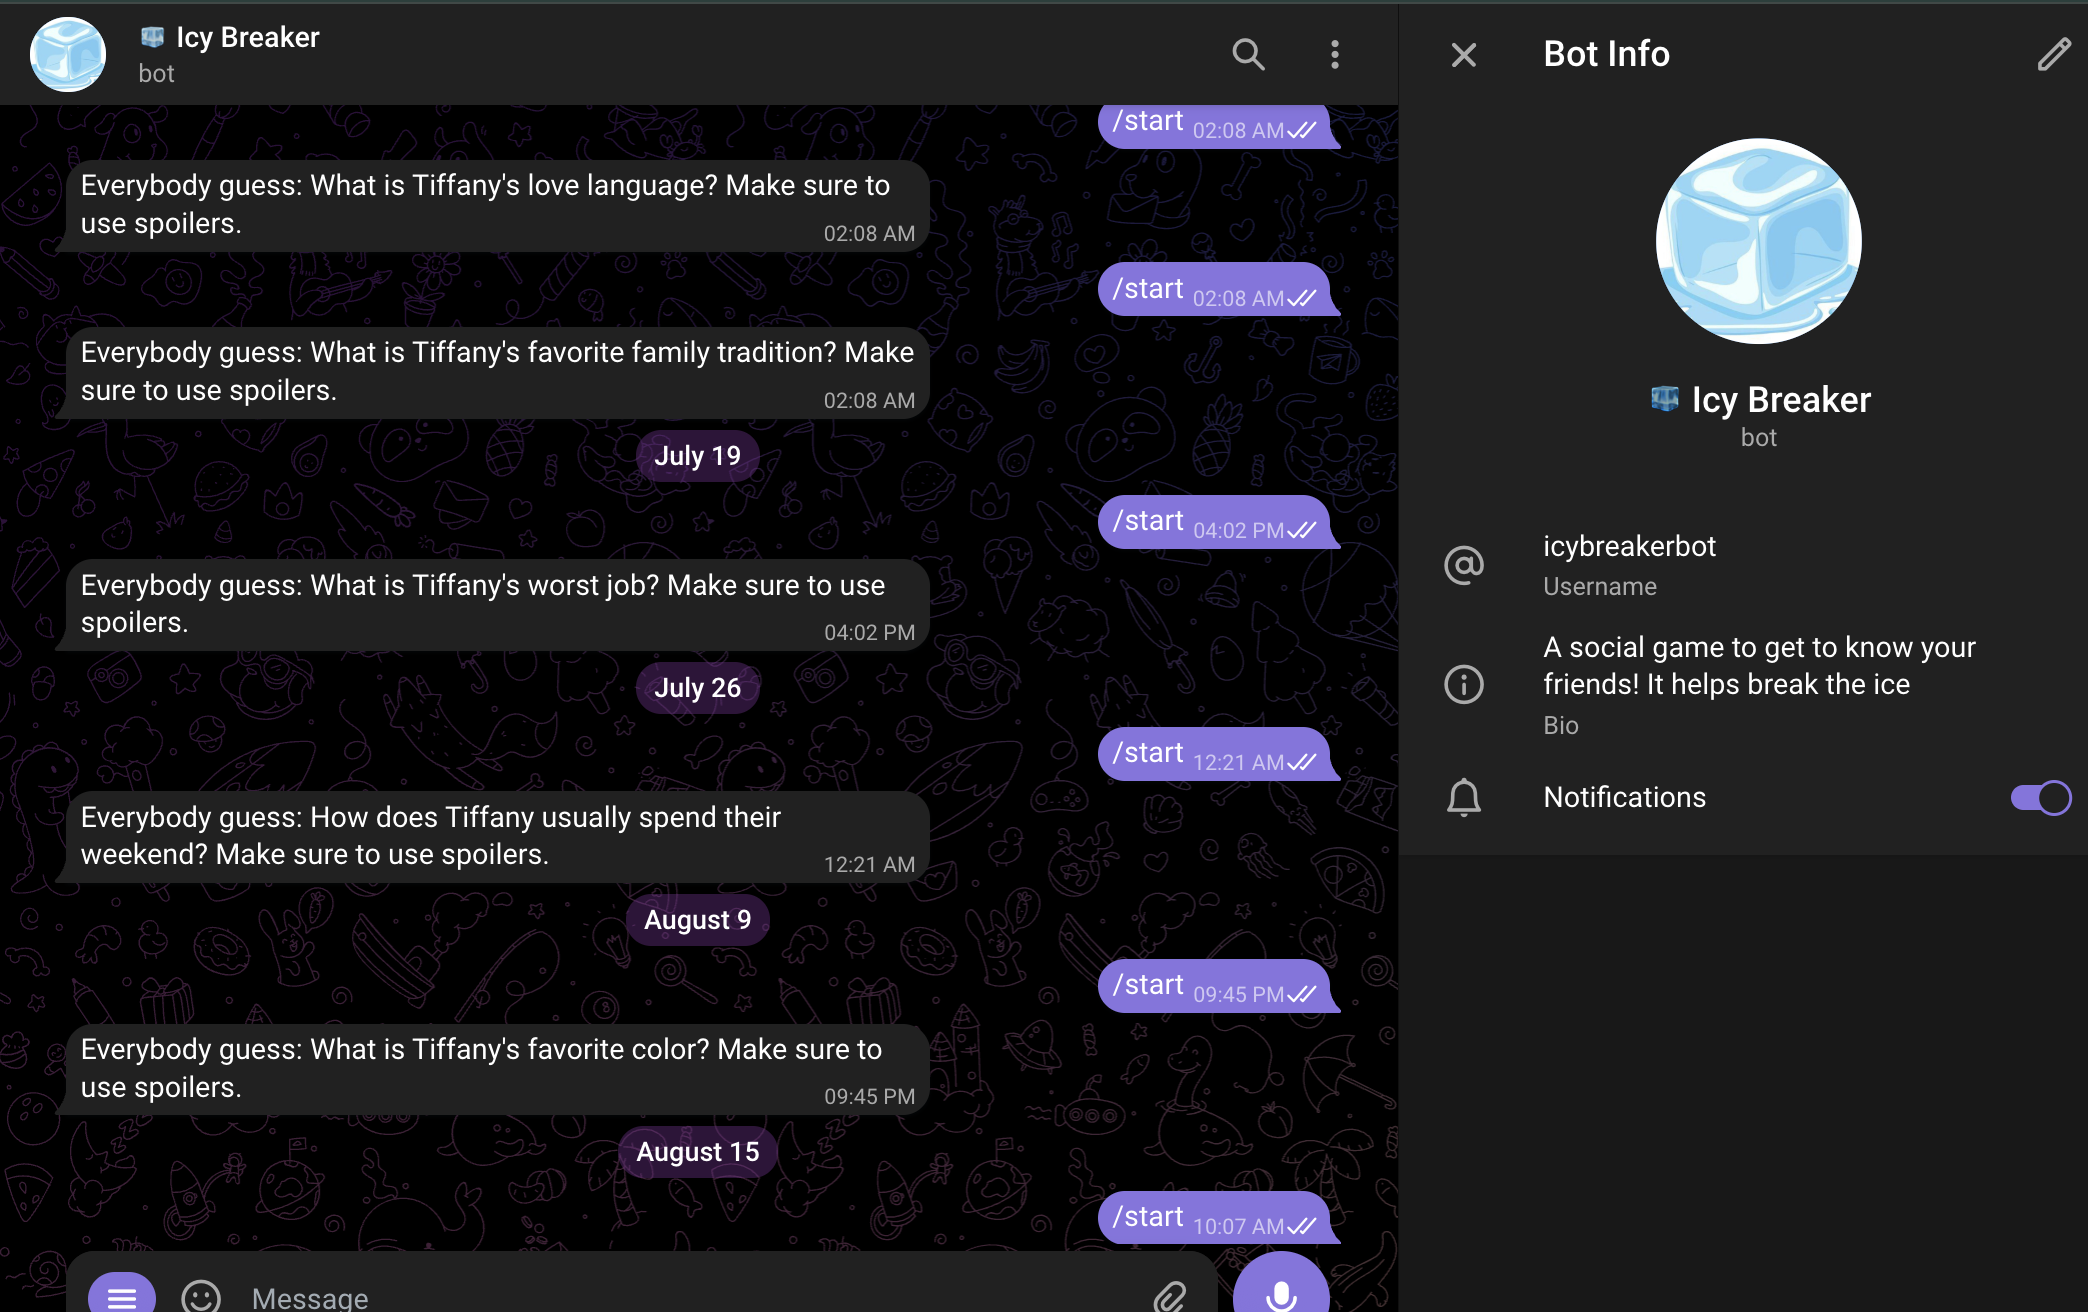 Icy Breaker
bot
/start 02:08 AM
Everybody guess: What is Tiffany's love language? Make sure to
use spoilers.
02:08 AM
/start 02:08 AM
Everybody guess: What is Tiffany's favorite family tradition? Make
sure to use spoilers.
02:08 AM
July 19
/start 04:02 PM
Everybody guess: What is Tiffany's worst job? Make sure to use
spoilers.
04:02 PM
July 26
/start 12:21 AM
Everybody guess: How does Tiffany usually spend their
weekend? Make sure to use spoilers.
12:21 AM
August 9
/start 09:45 PM
Everybody guess: What is Tiffany's favorite color? Make sure to
use spoilers.
09:45 PM
August 15
/start 10:07 AM
Message
Bot Info
Icy Breaker
bot
icybreakerbot
Username
A social game to get to know your
friends! It helps break the ice
Bio
Notifications